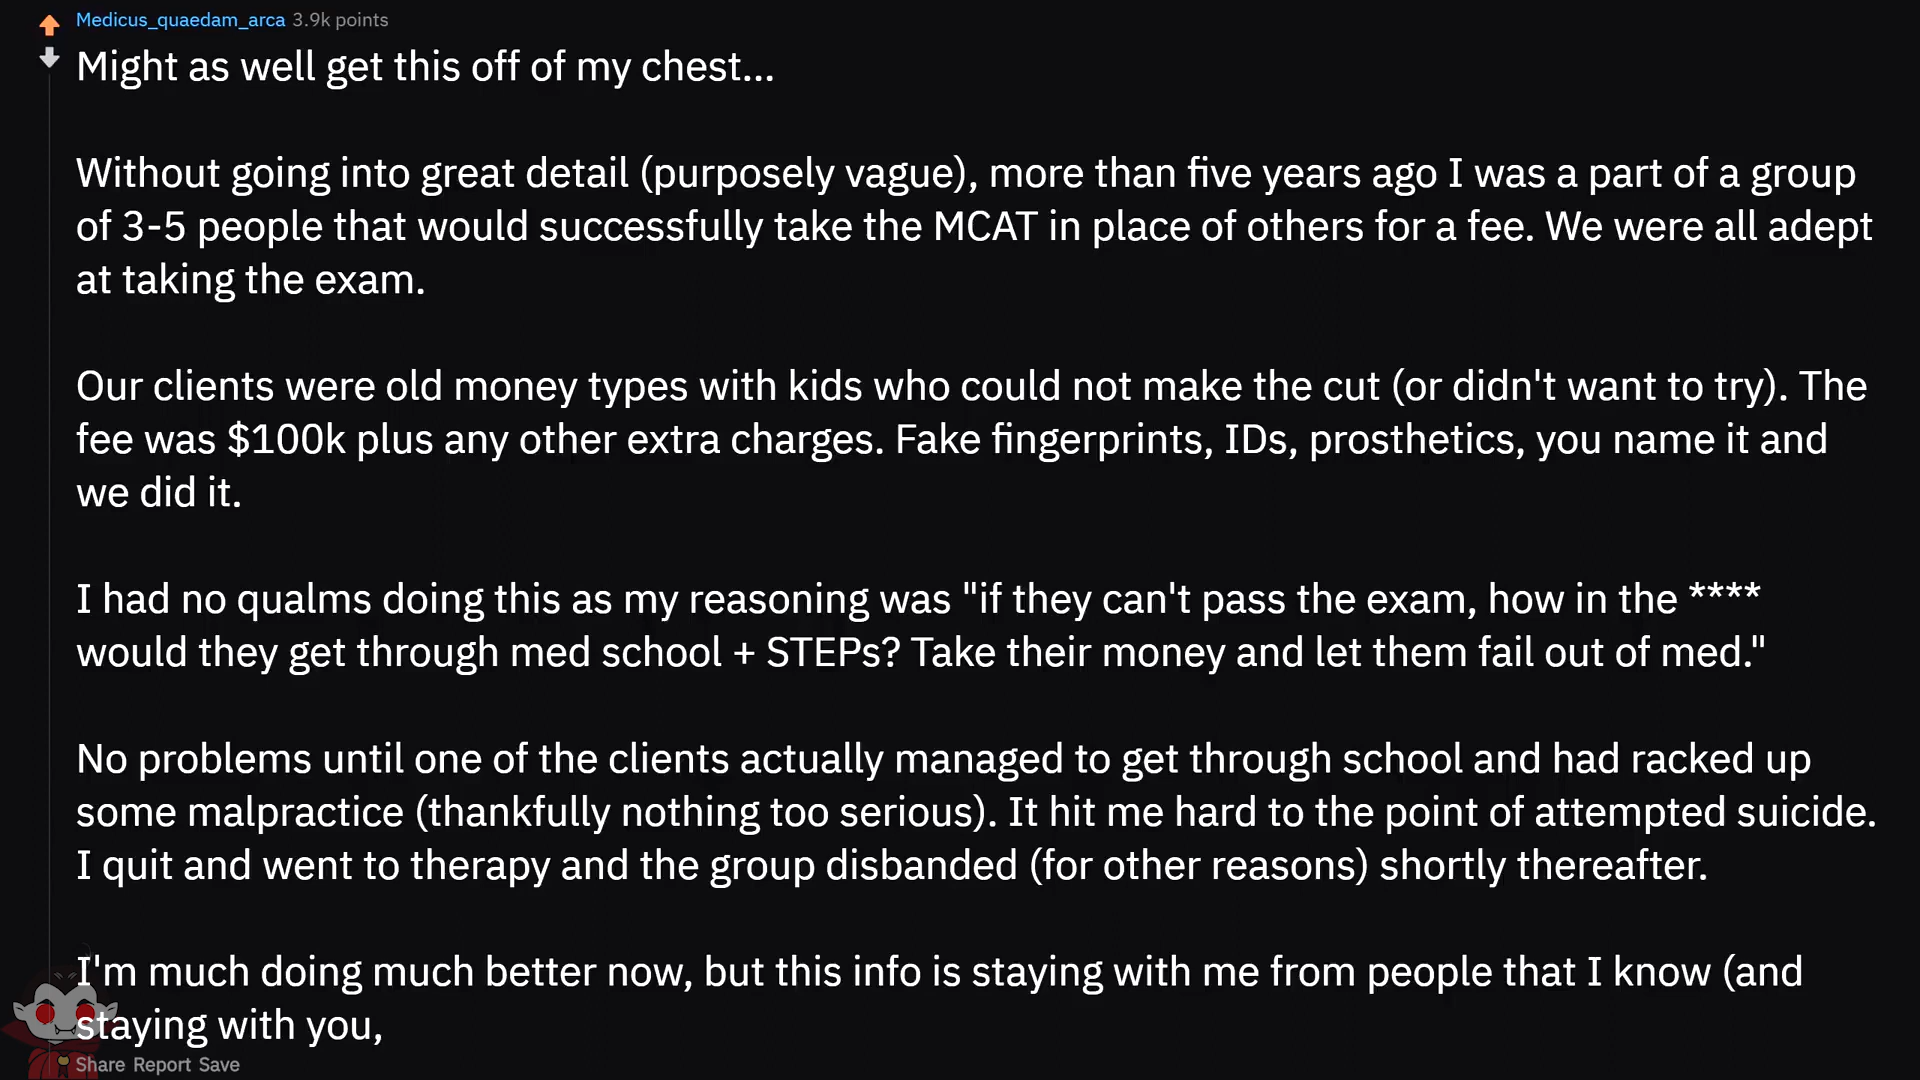 Medicus_quaedam_arca 3.9k points
Might as well get this off of my chest...
Without going into great detail (purposely vague), more than five years ago I was a part of a group
of 3-5 people that would successfully take the MCAT in place of others for a fee. We were all adept
at taking the exam.
Our clients were old money types with kids who could not make the cut (or didn't want to try). The
fee was $100k plus any other extra charges. Fake fingerprints, IDs, prosthetics, you name it and
we did it.
I had no qualms doing this as my reasoning was "if they can't pass the exam, how in the ****
would they get through med school + STEPs? Take their money and let them fail out of med."
No problems until one of the clients actually managed to get through school and had racked up
some malpractice (thankfully nothing too serious). It hit me hard to the point of attempted suicide.
I quit and went to therapy and the group disbanded (for other reasons) shortly thereafter.
I'm much doing much better now, but this info is staying with me from people that I know (and
staying with you,
Share Report Save